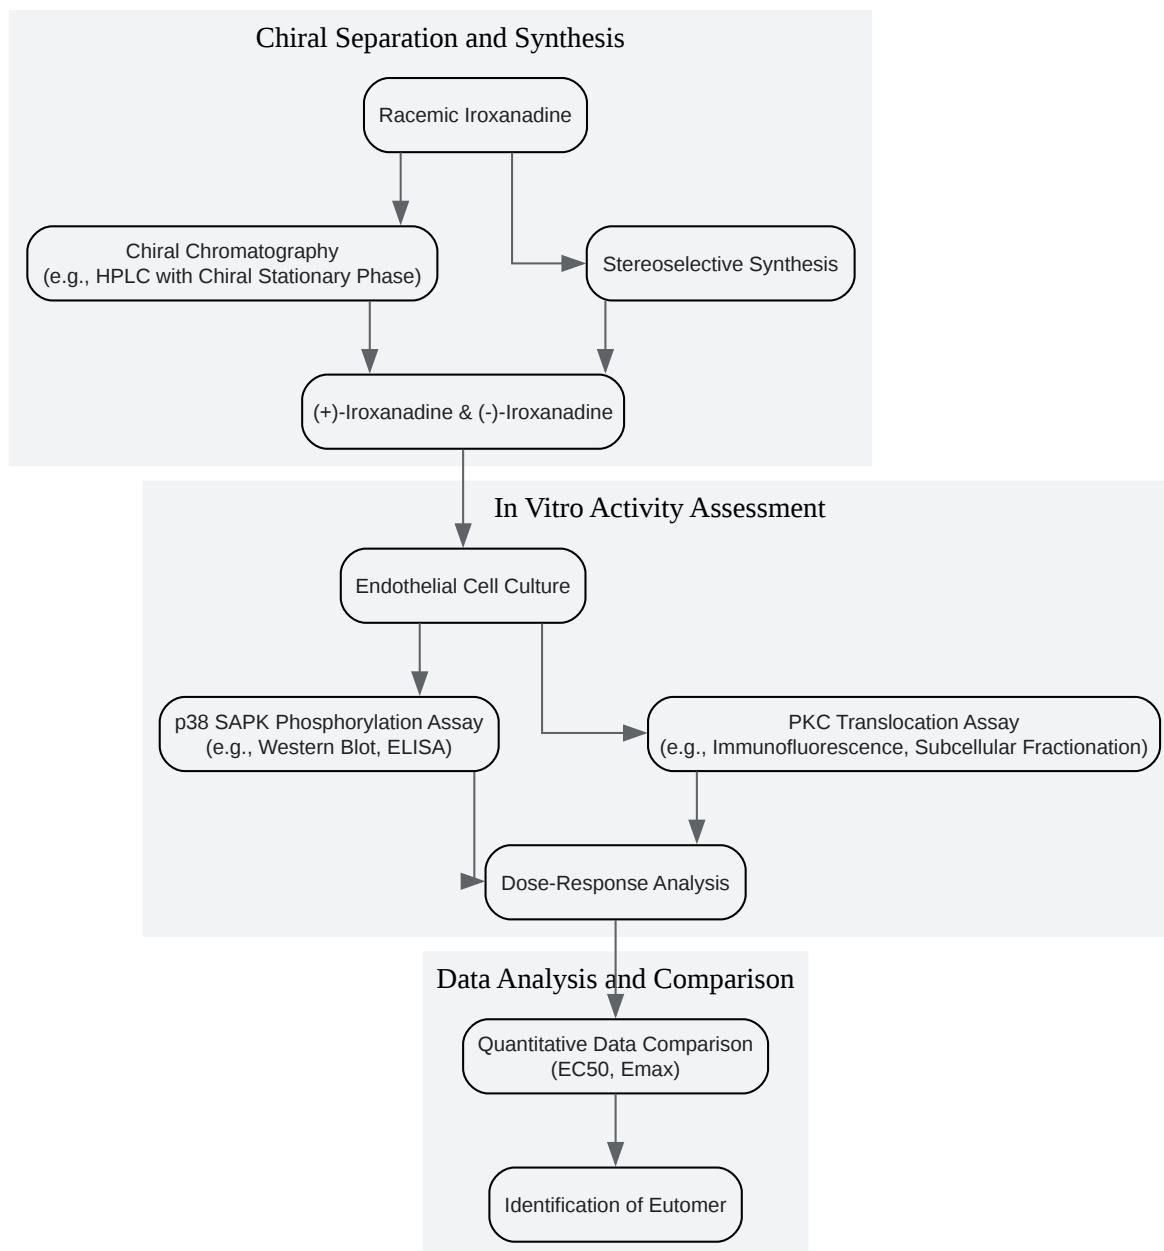 Chiral Separation and Synthesis
Racemic Iroxanadine
Chiral Chromatography
(e.g., HPLC with Chiral Stationary Phase)
Stereoselective Synthesis
(+)-Iroxanadine & (-)-Iroxanadine
In Vitro Activity Assessment
Endothelial Cell Culture
p38 SAPK Phosphorylation Assay
(e.g., Western Blot, ELISA)
PKC Translocation Assay
(e.g., Immunofluorescence, Subcellular Fractionation)
Dose-Response Analysis
Data Analysis and Comparison
Quantitative Data Comparison
(EC50, Emax)
Identification of Eutomer